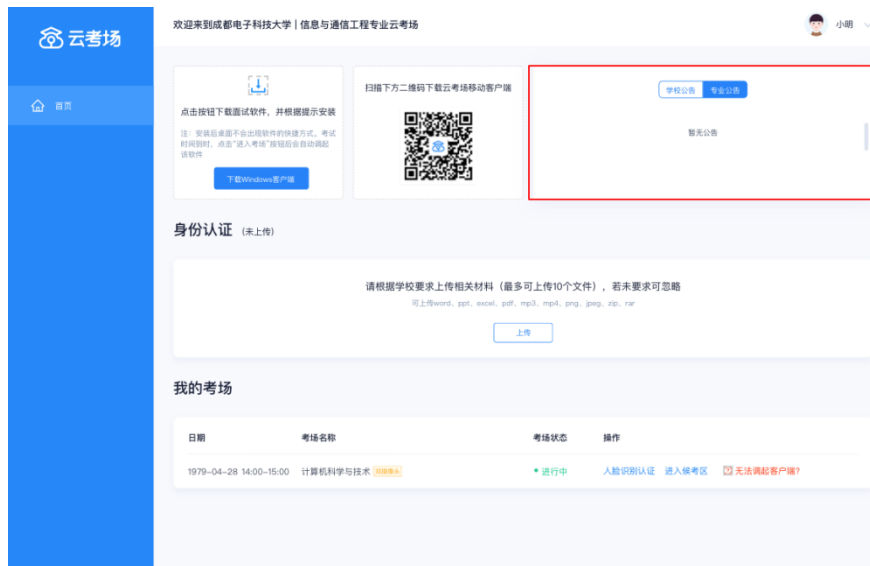 云考场
欢迎来到成都电子科技大学 | 信息与通信工程专业云考场
小明
首页
点击按钮下载面试软件，并根据提示安装
注：安装后桌面不会出现软件的快捷方式，考试
时间到时，点击"进入考场"按钮后会自动调起
该软件
下载Windows客户端
扫描下方二维码下载云考场移动客户端
学校公告 专业公告
暂无公告
身份认证 （未上传）
请根据学校要求上传相关材料（最多可上传10个文件），若未要求可忽略
可上传word、ppt、excel、pdf、mp3、mp4、png、jpeg、zip、rar
上传
我的考场
日期 考场名称 考场状态 操作
1979-04-28 14:00-15:00 计算机科学与技术 进行中 人脸识别认证 进入候考区 无法调起客户端?